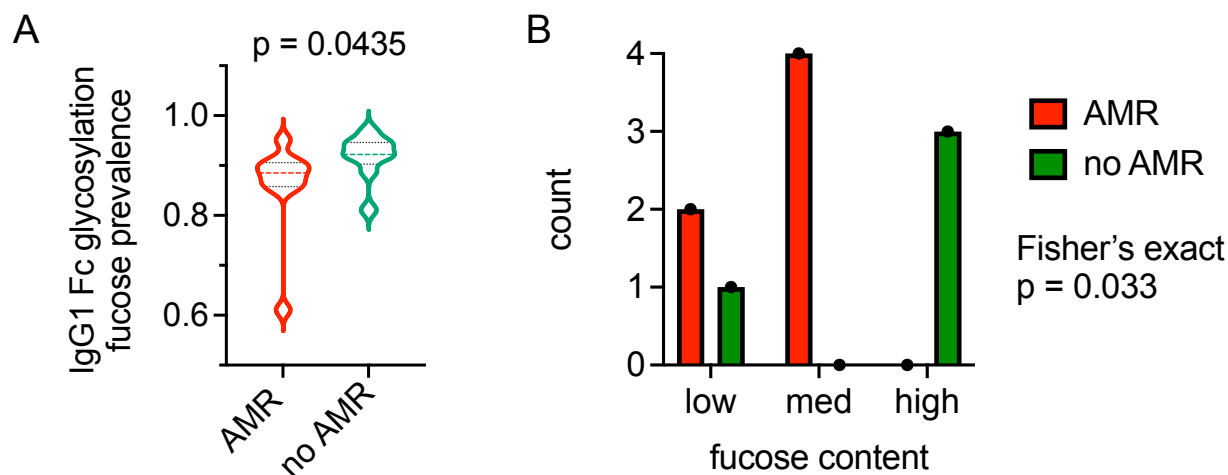 A
p = 0.0435
IgG1 Fc glycosylation
fucose prevalence
1.0
0.8
0.6
AMR
no AMR
B
count
4
3
2
1
0
low
med
high
fucose content
AMR
no AMR
Fisher's exact
p = 0.033